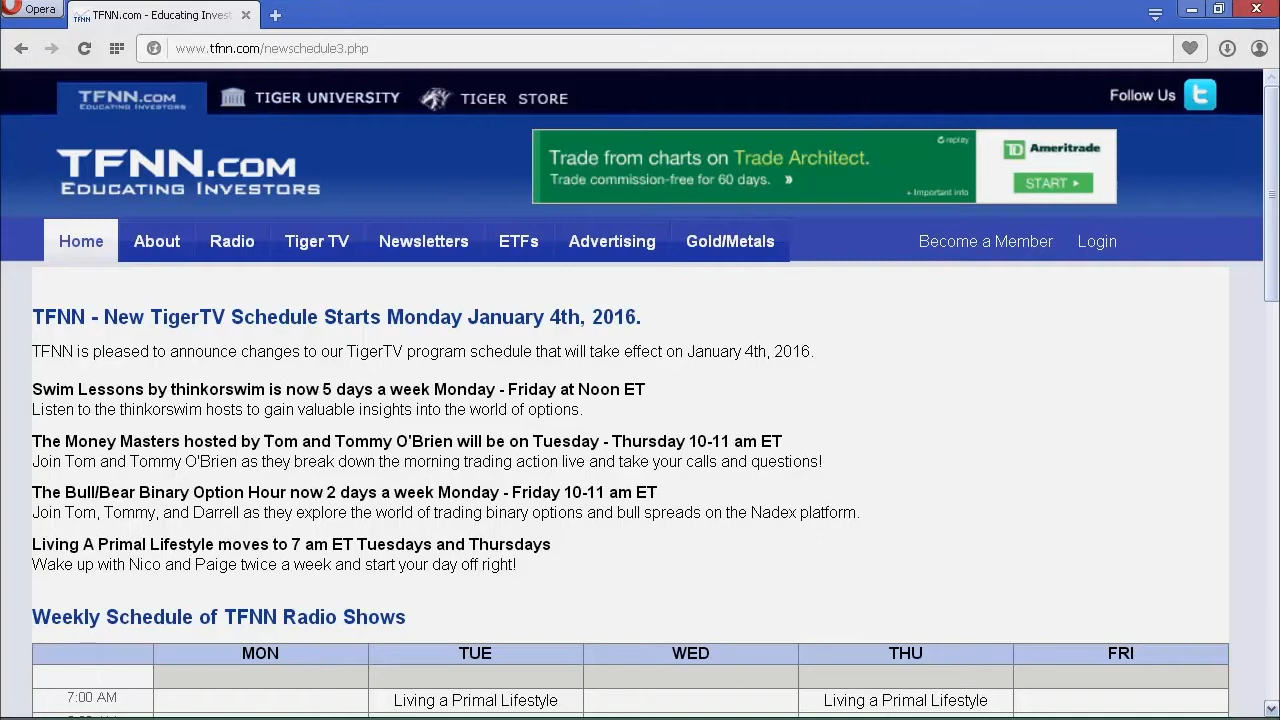 Opera
TFNN.com - Educating Invest
www.tfnn.com/newschedule3.php
TFNN.COM
EDUCATING INVESTORS
TIGER UNIVERSITY
TIGER STORE
Follow Us
TFNN.COM
EDUCATING INVESTORS
Trade from charts on Trade Architect.
Trade commission-free for 60 days. »
replay
+ Important info
TD Ameritrade
START
Home
About
Radio
Tiger TV
Newsletters
ETFs
Advertising
Gold/Metals
Become a Member
Login
TFNN - New TigerTV Schedule Starts Monday January 4th, 2016.
TFNN is pleased to announce changes to our TigerTV program schedule that will take effect on January 4th, 2016.
Swim Lessons by thinkorswim is now 5 days a week Monday - Friday at Noon ET
Listen to the thinkorswim hosts to gain valuable insights into the world of options.
The Money Masters hosted by Tom and Tommy O'Brien will be on Tuesday - Thursday 10-11 am ET
Join Tom and Tommy O'Brien as they break down the morning trading action live and take your calls and questions!
The Bull/Bear Binary Option Hour now 2 days a week Monday - Friday 10-11 am ET
Join Tom, Tommy, and Darrell as they explore the world of trading binary options and bull spreads on the Nadex platform.
Living A Primal Lifestyle moves to 7 am ET Tuesdays and Thursdays
Wake up with Nico and Paige twice a week and start your day off right!
Weekly Schedule of TFNN Radio Shows
MON TUE WED THU FRI
7:00 AM Living a Primal Lifestyle Living a Primal Lifestyle